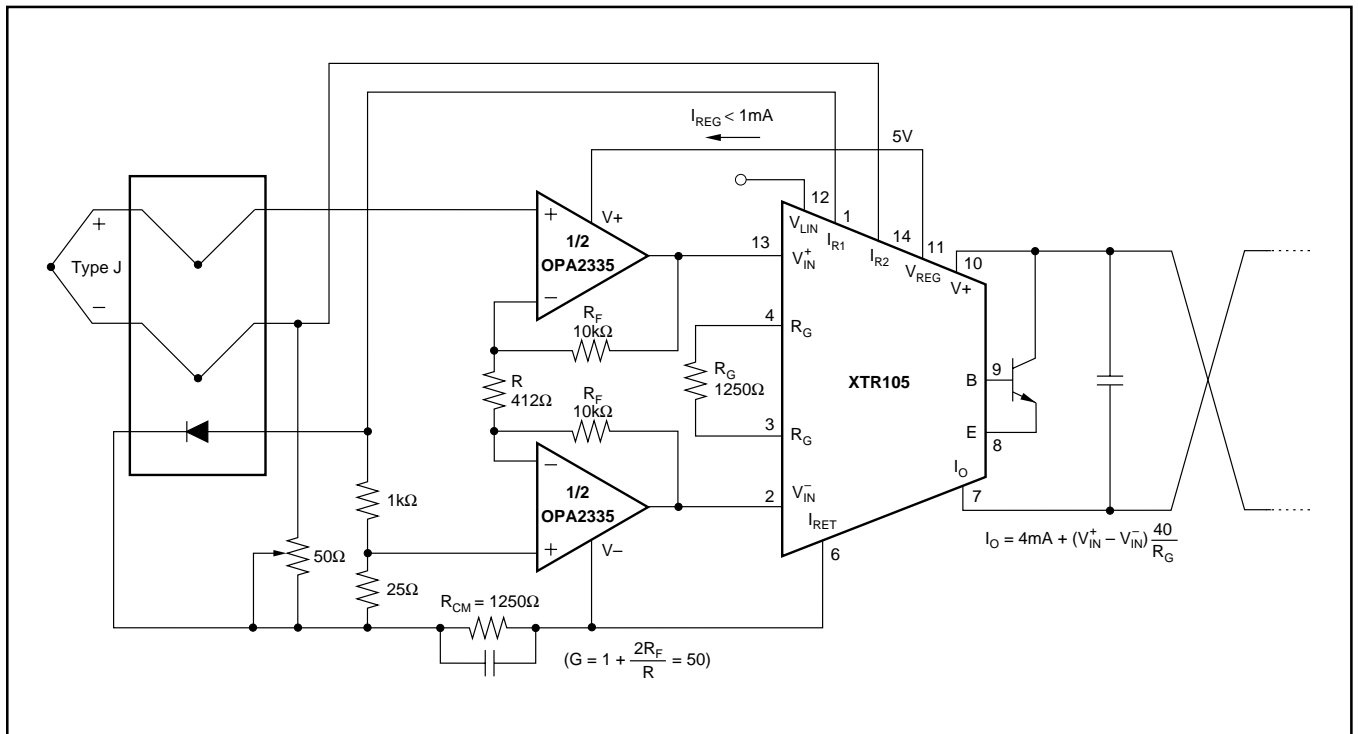 I_REG < 1mA
5V
Type J
+
−
+
−
V+
1/2
OPA2335
R_F
10kΩ
R
412Ω
R_F
10kΩ
−
+
1/2
OPA2335
V−
1kΩ
25Ω
50Ω
R_CM = 1250Ω
(G = 1 + 2R_F/R = 50)
13
4
R_G
1250Ω
3
2
12
1
14
11
10
V_LIN
I_R1
I_R2
V_REG
V+
V_IN^+
R_G
XTR105
R_G
V_IN^−
I_RET
6
B
9
E
8
I_O
7
I_O = 4mA + (V_IN^+ − V_IN^−) 40/R_G